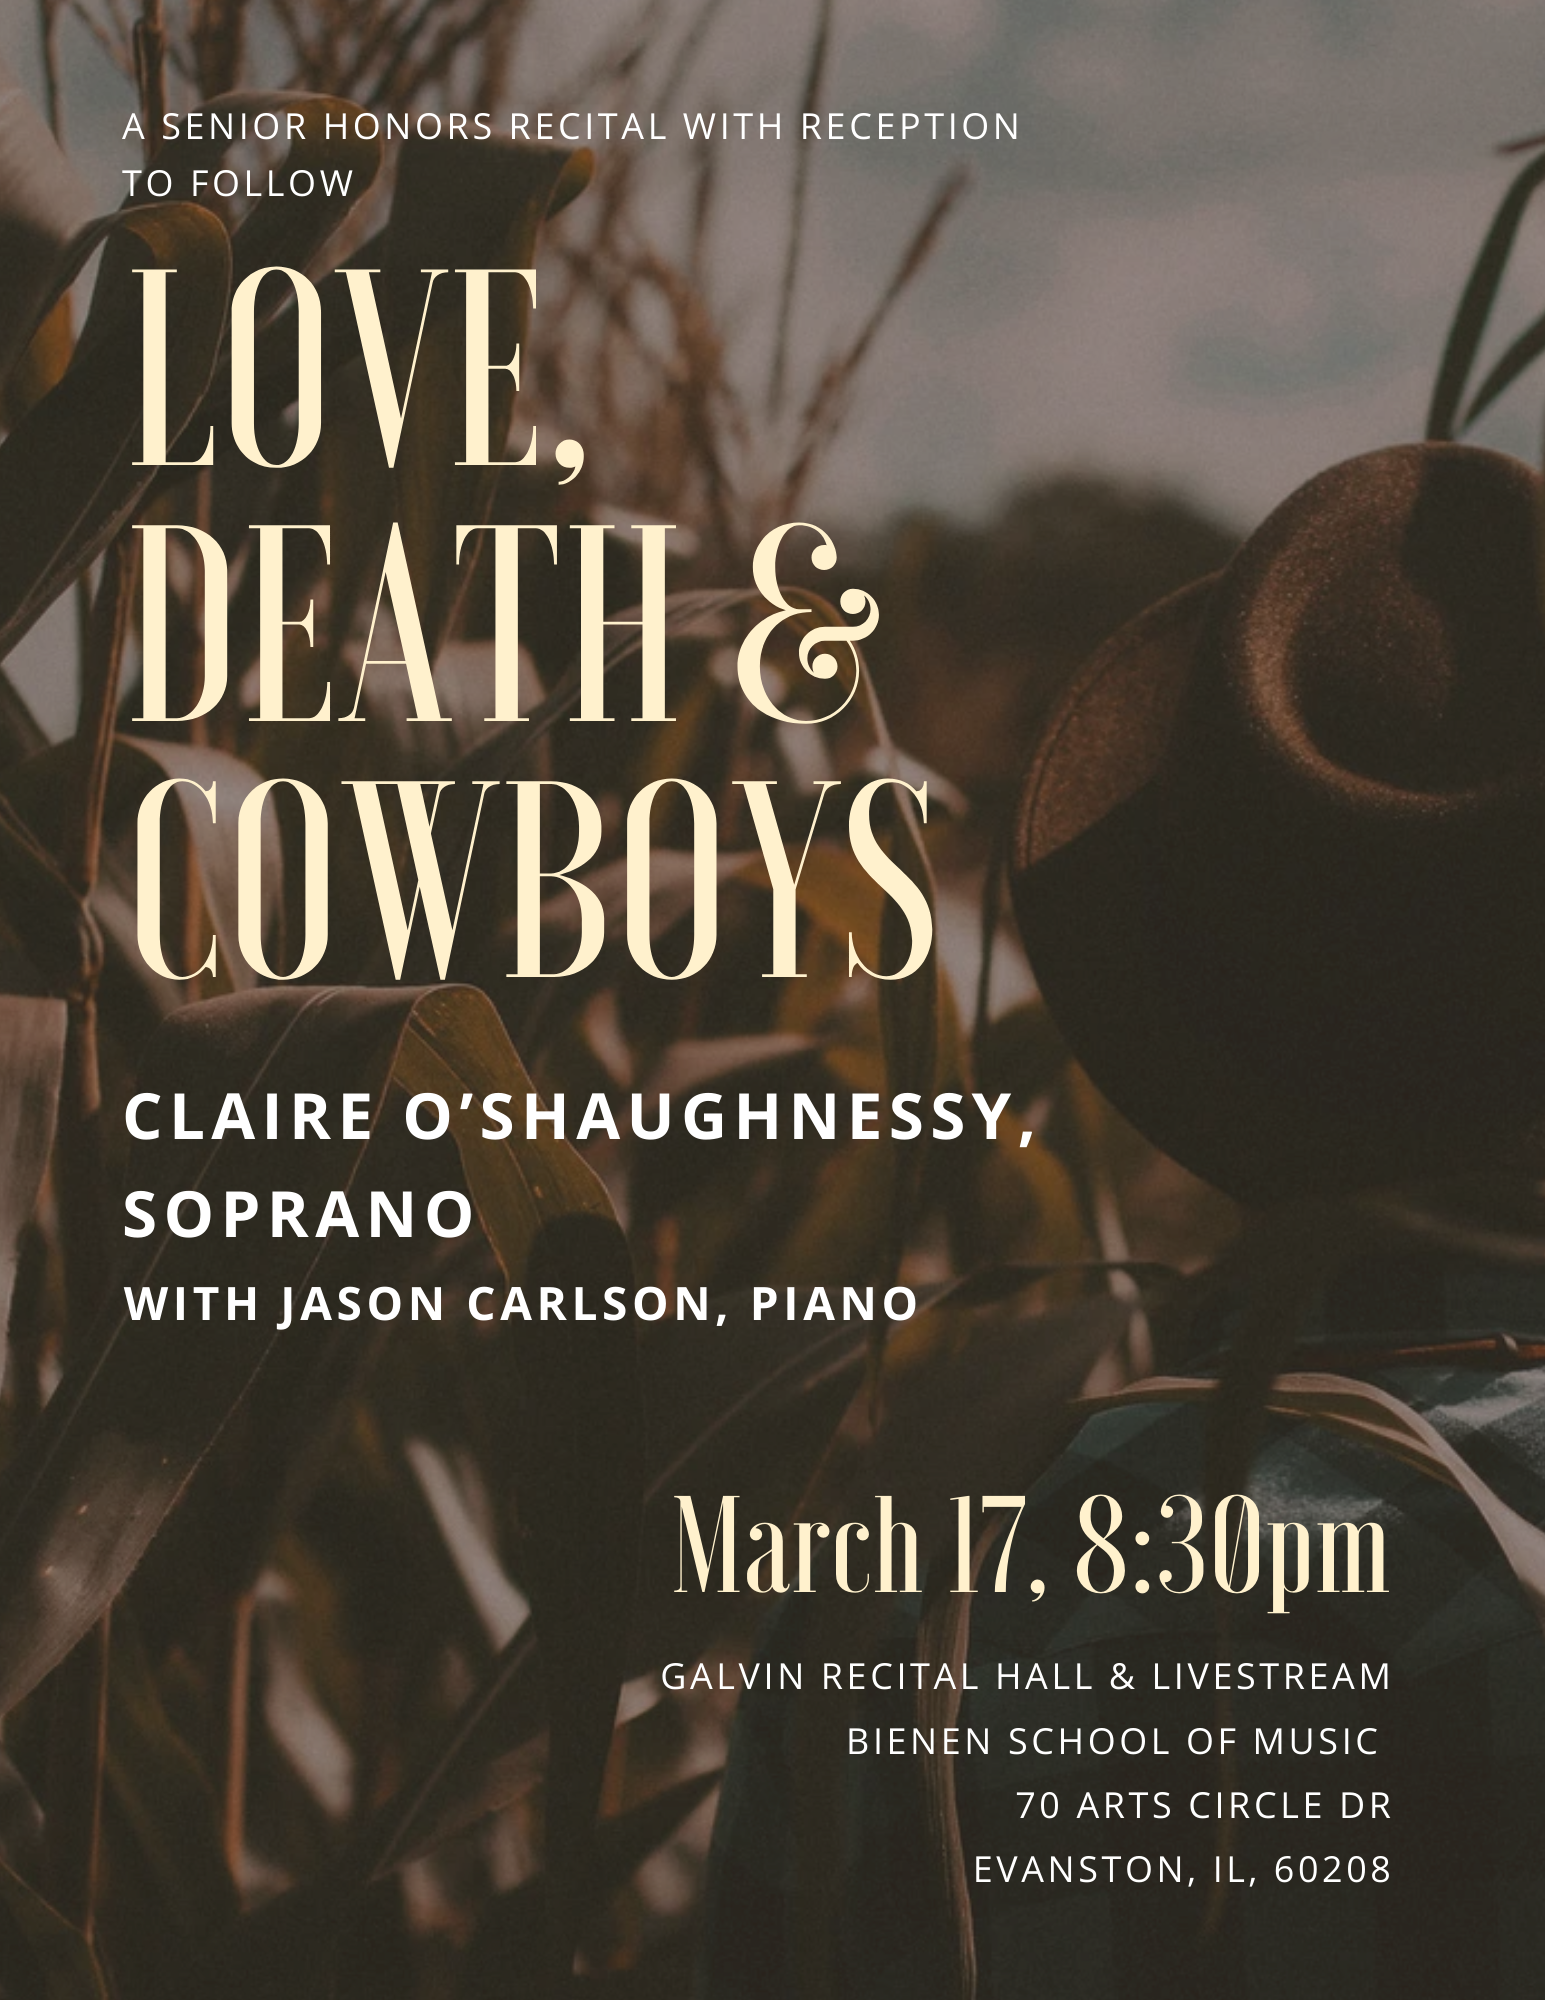 A SENIOR HONORS RECITAL WITH RECEPTION
TO FOLLOW
LOVE,
DEATH &
COWBOYS
CLAIRE O’SHAUGHNESSY,
SOPRANO
WITH JASON CARLSON, PIANO
March 17, 8:30pm
GALVIN RECITAL HALL & LIVESTREAM
BIENEN SCHOOL OF MUSIC
70 ARTS CIRCLE DR
EVANSTON, IL, 60208